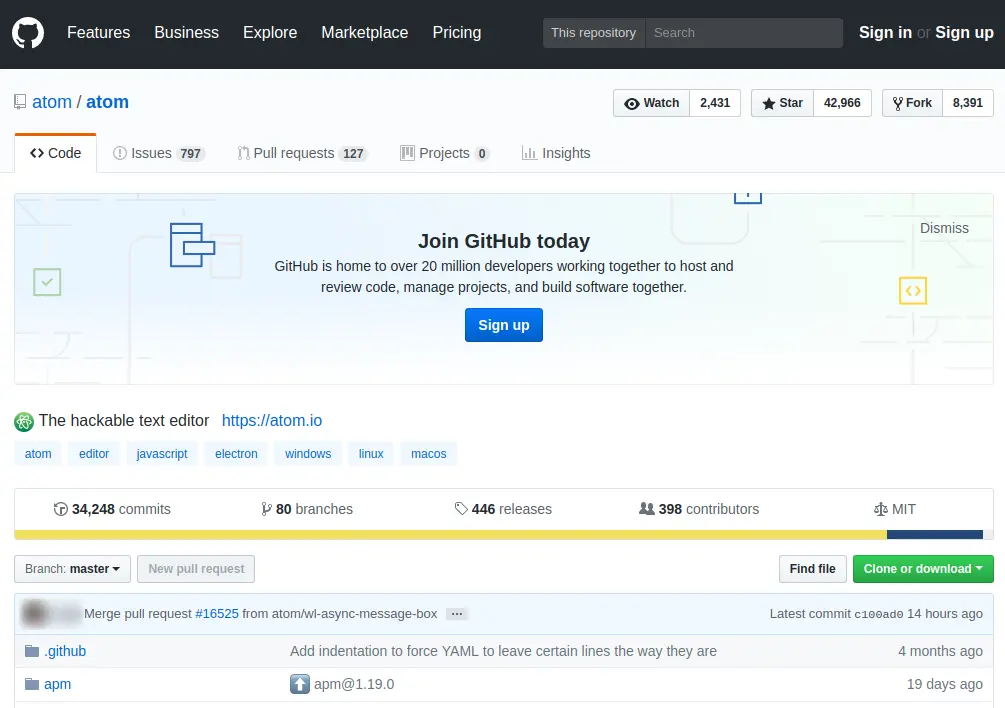 Features Business Explore Marketplace Pricing This repository Search Sign in or Sign up
atom / atom Watch 2,431 Star 42,966 Fork 8,391
Code Issues 797 Pull requests 127 Projects 0 Insights
Join GitHub today
Dismiss
GitHub is home to over 20 million developers working together to host and
review code, manage projects, and build software together.
Sign up
The hackable text editor https://atom.io
atom editor javascript electron windows linux macos
34,248 commits 80 branches 446 releases 398 contributors MIT
Branch: master New pull request Find file Clone or download
Merge pull request #16525 from atom/wl-async-message-box … Latest commit c100ad0 14 hours ago
.github Add indentation to force YAML to leave certain lines the way they are 4 months ago
apm apm@1.19.0 19 days ago